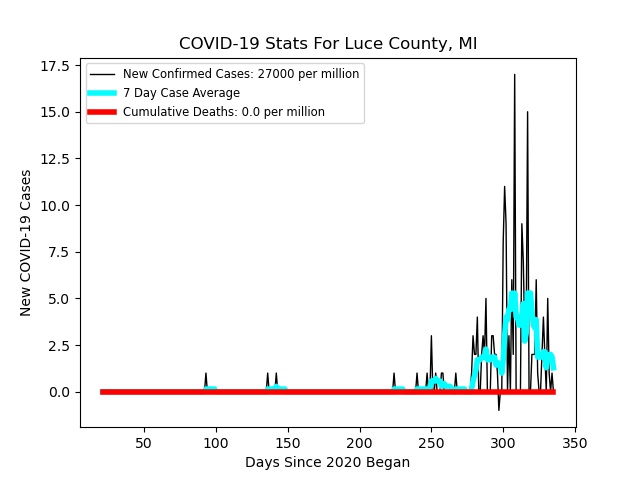 COVID-19 Stats For Luce County, MI
New Confirmed Cases: 27000 per million
7 Day Case Average
Cumulative Deaths: 0.0 per million
New COVID-19 Cases
17.5
15.0
12.5
10.0
7.5
5.0
2.5
0.0
50 100 150 200 250 300 350
Days Since 2020 Began